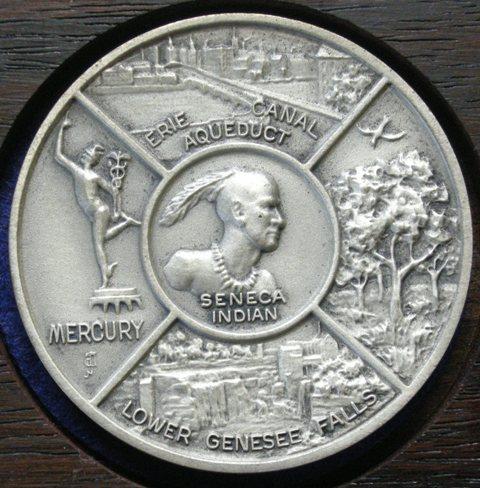 ERIE CANAL
AQUEDUCT
SENECA
INDIAN
MERCURY
LOWER GENESEE FALLS